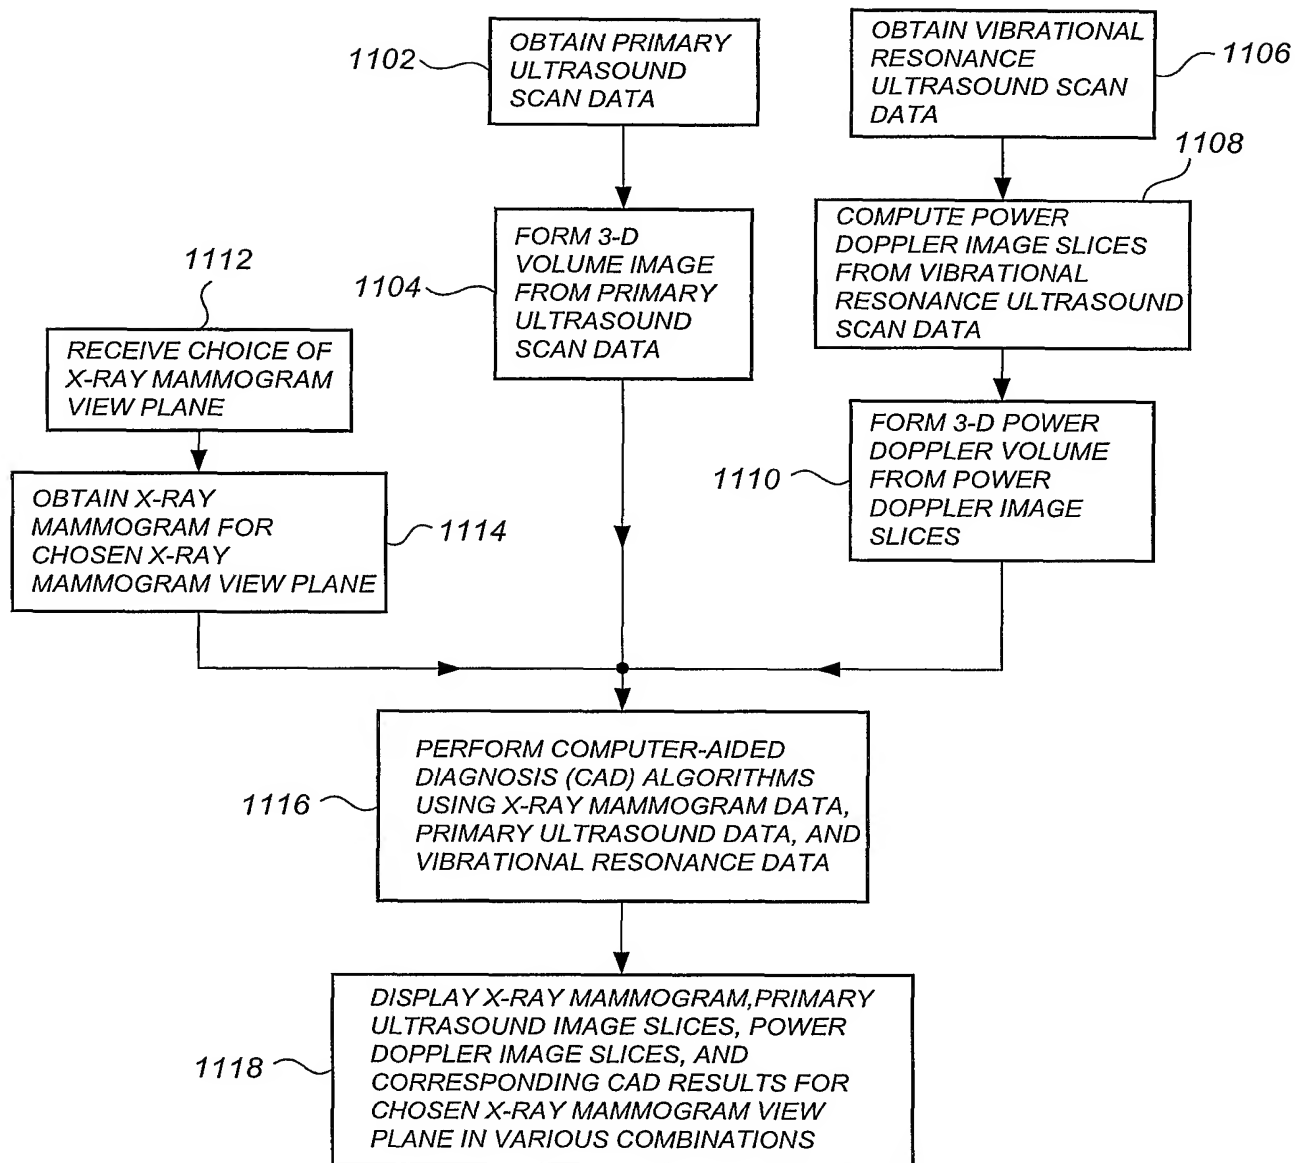 1102
OBTAIN PRIMARY
ULTRASOUND
SCAN DATA
OBTAIN VIBRATIONAL
RESONANCE
ULTRASOUND SCAN
DATA
1106
1108
1104
FORM 3-D
VOLUME IMAGE
FROM PRIMARY
ULTRASOUND
SCAN DATA
COMPUTE POWER
DOPPLER IMAGE SLICES
FROM VIBRATIONAL
RESONANCE ULTRASOUND
SCAN DATA
1112
RECEIVE CHOICE OF
X-RAY MAMMOGRAM
VIEW PLANE
1110
FORM 3-D POWER
DOPPLER VOLUME
FROM POWER
DOPPLER IMAGE
SLICES
OBTAIN X-RAY
MAMMOGRAM FOR
CHOSEN X-RAY
MAMMOGRAM VIEW PLANE
1114
1116
PERFORM COMPUTER-AIDED
DIAGNOSIS (CAD) ALGORITHMS
USING X-RAY MAMMOGRAM DATA,
PRIMARY ULTRASOUND DATA, AND
VIBRATIONAL RESONANCE DATA
1118
DISPLAY X-RAY MAMMOGRAM,PRIMARY
ULTRASOUND IMAGE SLICES, POWER
DOPPLER IMAGE SLICES, AND
CORRESPONDING CAD RESULTS FOR
CHOSEN X-RAY MAMMOGRAM VIEW
PLANE IN VARIOUS COMBINATIONS